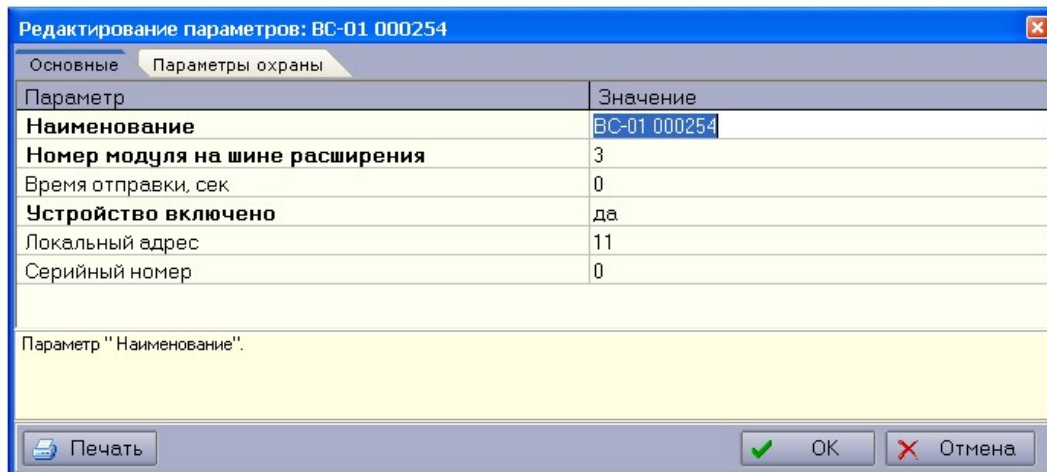 Редактирование параметров: ВС-01 000254
Основные Параметры охраны
Параметр Значение
Наименование ВС-01 000254
Номер модуля на шине расширения 3
Время отправки, сек 0
Устройство включено да
Локальный адрес 11
Серийный номер 0
Параметр "Наименование".
Печать ОК Отмена